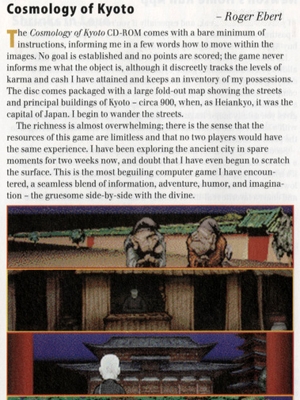 Cosmology of Kyoto
– Roger Ebert
The Cosmology of Kyoto CD-ROM comes with a bare minimum of
instructions, informing me in a few words how to move within the
images. No goal is established and no points are scored; the game never
informs me what the object is, although it discreetly tracks the levels of
karma and cash I have attained and keeps an inventory of my possessions.
The disc comes packaged with a large fold-out map showing the streets
and principal buildings of Kyoto – circa 900, when, as Heiankyo, it was the
capital of Japan. I begin to wander the streets.
The richness is almost overwhelming; there is the sense that the
resources of this game are limitless and that no two players would have
the same experience. I have been exploring the ancient city in spare
moments for two weeks now, and doubt that I have even begun to scratch
the surface. This is the most beguiling computer game I have encoun-
tered, a seamless blend of information, adventure, humor, and imagina-
tion – the gruesome side-by-side with the divine.